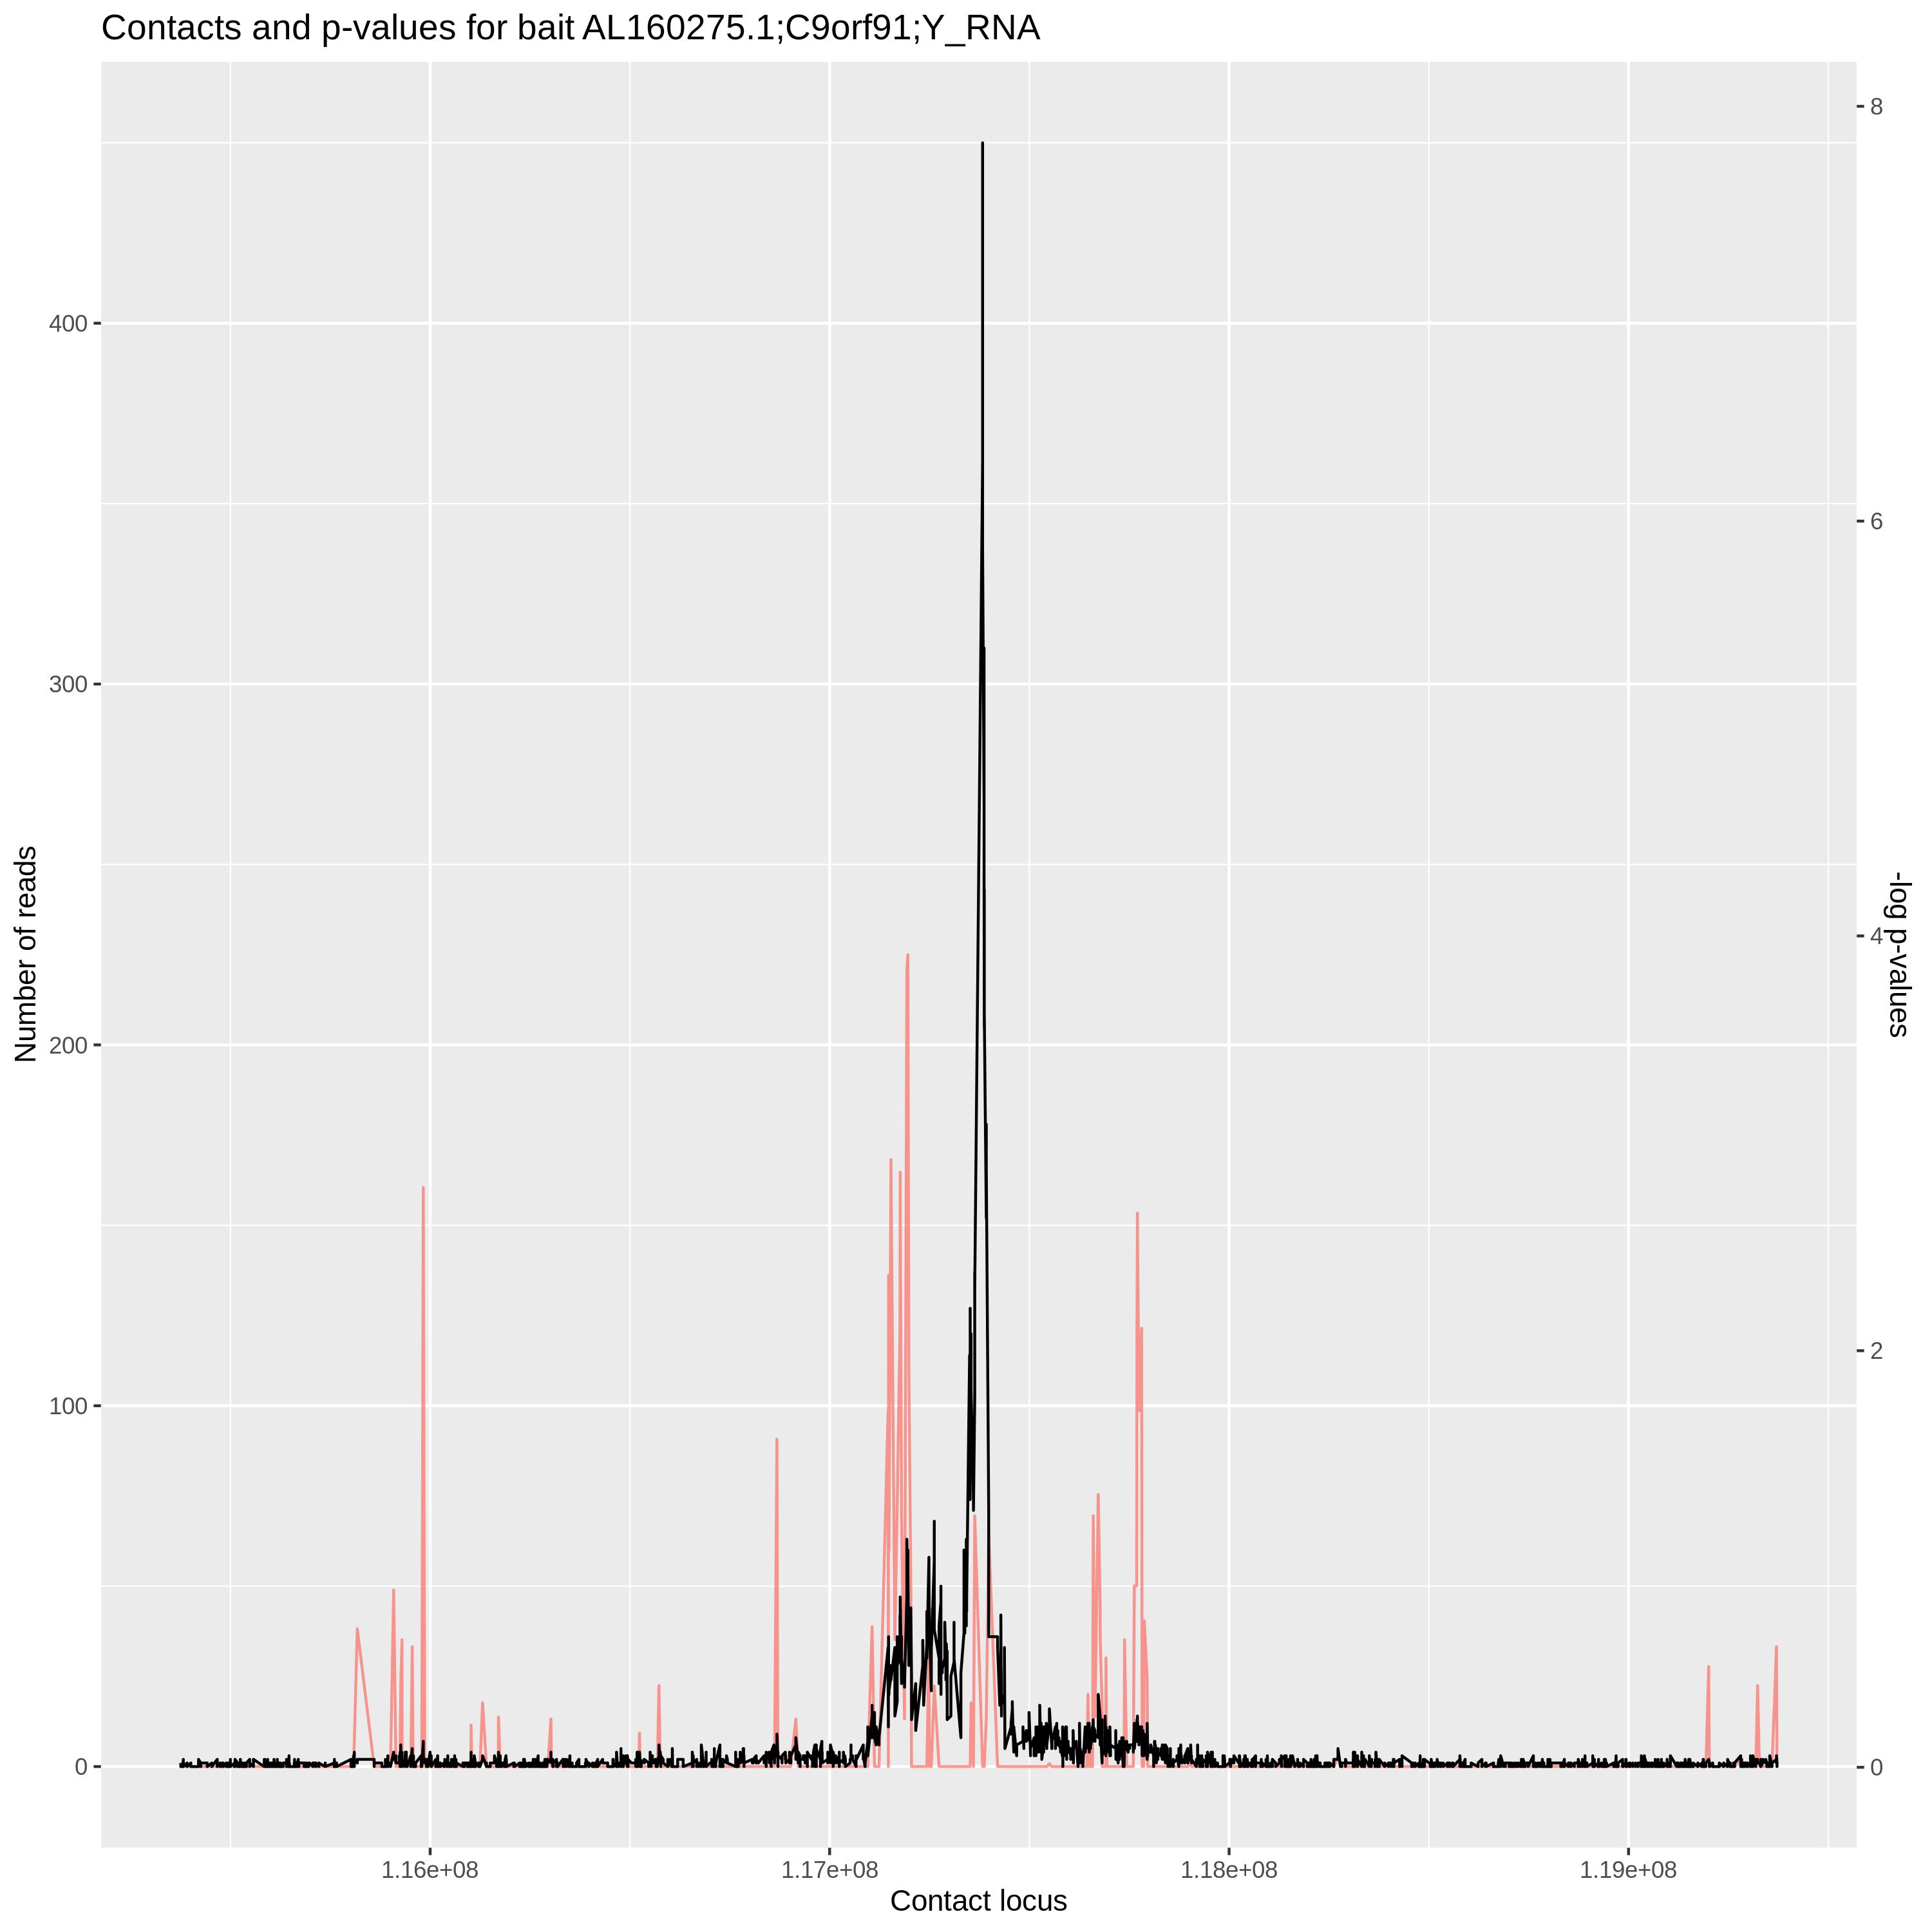 Contacts and p-values for bait AL160275.1;C9orf91;Y_RNA
8
400
6
300
Number of reads
-log p-values
4
200
100
2
0
0
1.16e+08
1.17e+08
1.18e+08
1.19e+08
Contact locus